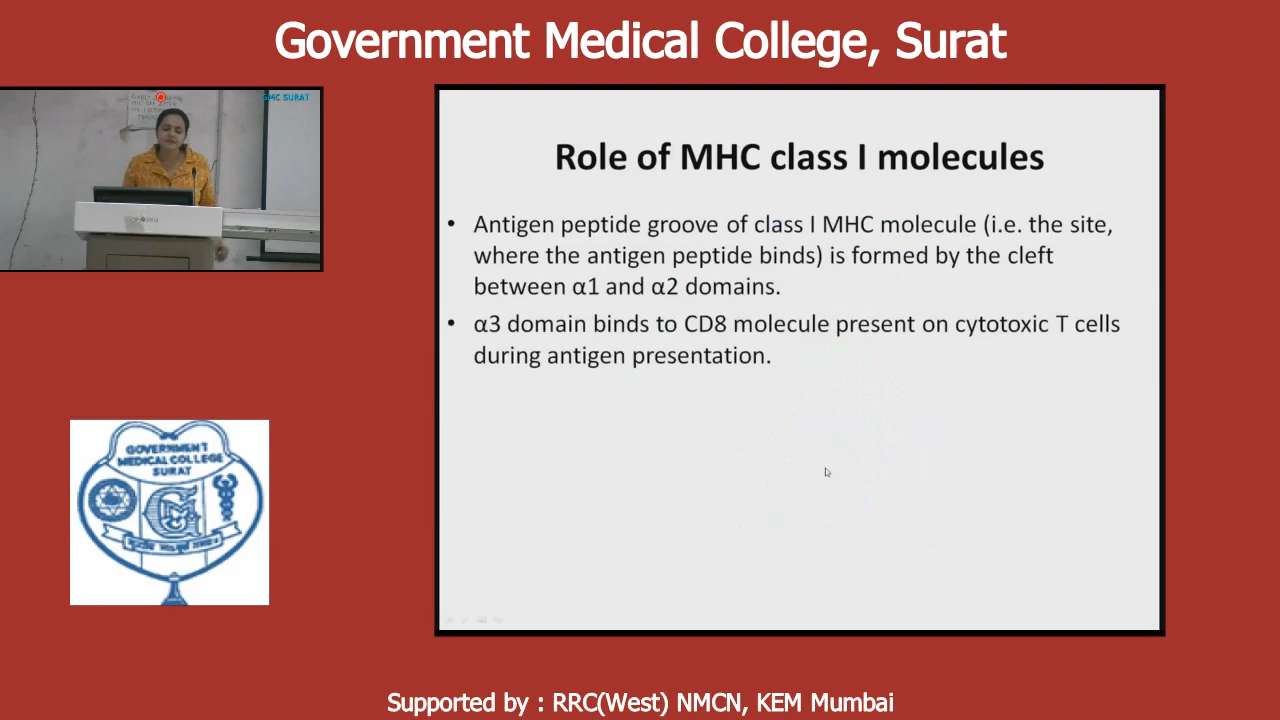 Government Medical College, Surat
GMC SURAT
Role of MHC class I molecules
• Antigen peptide groove of class I MHC molecule (i.e. the site,
where the antigen peptide binds) is formed by the cleft
between α1 and α2 domains.
• α3 domain binds to CD8 molecule present on cytotoxic T cells
during antigen presentation.
GOVERNMENT
MEDICAL COLLEGE
SURAT
Supported by : RRC(West) NMCN, KEM Mumbai